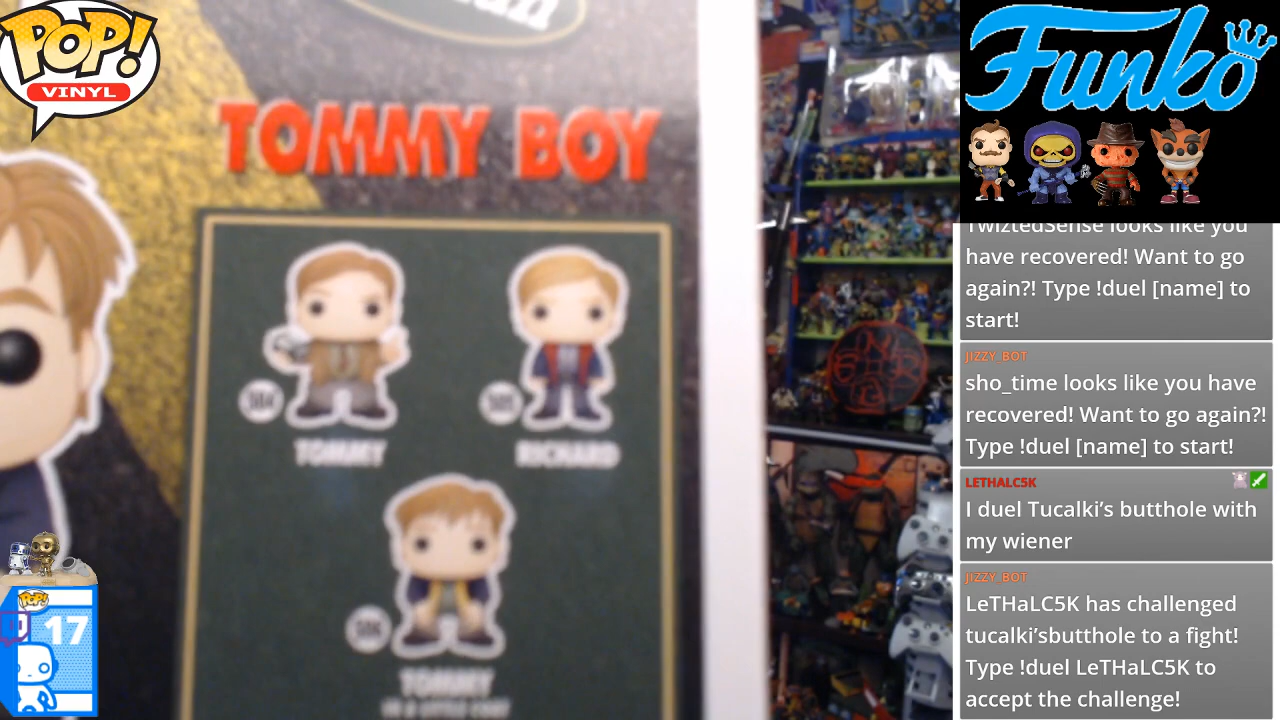 POP!
VINYL
TOMMY BOY
TOMMY
RICHARD
TOMMY
POP!
17
Funko
TwiztedSense looks like you
have recovered! Want to go
again?! Type !duel [name] to
start!
JIZZY_BOT
sho_time looks like you have
recovered! Want to go again?!
Type !duel [name] to start!
LETHALC5K
I duel Tucalki’s butthole with
my wiener
JIZZY_BOT
LeTHaLC5K has challenged
tucalki’sbutthole to a fight!
Type !duel LeTHaLC5K to
accept the challenge!